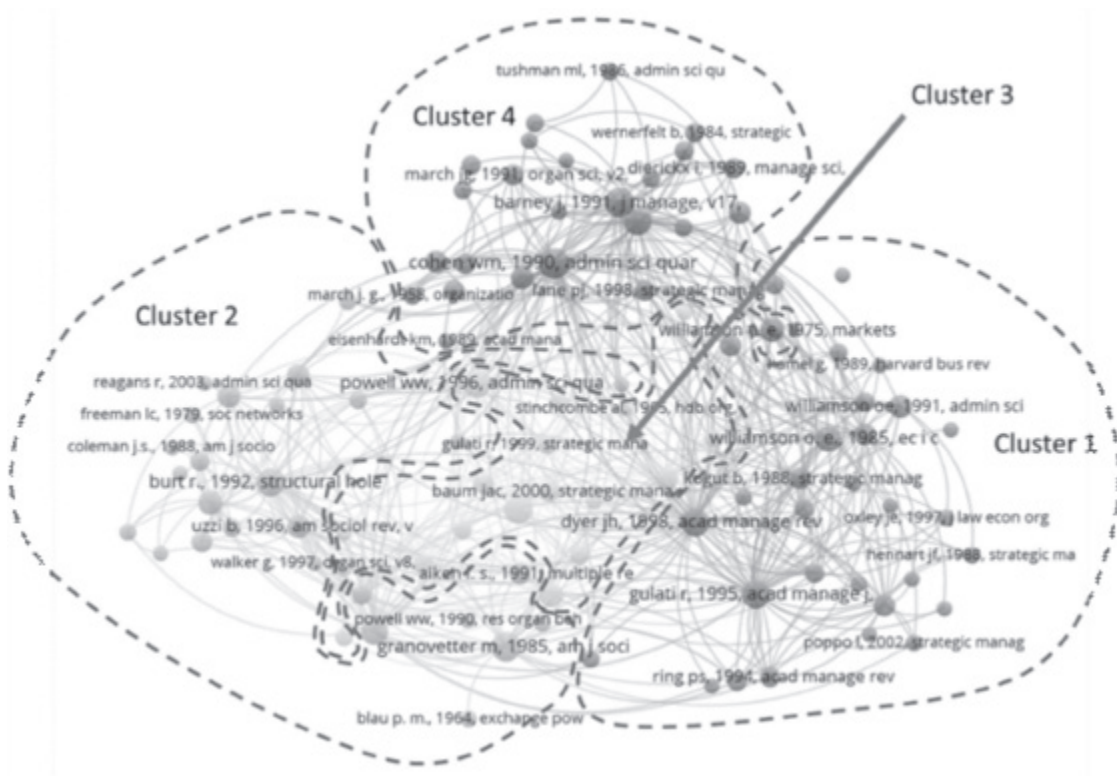 tushman ml, 1986, admin sci qu
Cluster 3
Cluster 4
wernerfelt b, 1984, strategic
march j.g, 1991, organ sci, v2,
dierickx i, 1989, manage sci,
barney j, 1991, j manage, v17,
cohen wm, 1990, admin sci quar
lane pj, 1998, strategic manag
march j. g., 1958, organizatio
Cluster 2
williamson o. e, 1975, markets
eisenhardt km, 1989, acad mana
hamel g, 1989, harvard bus rev
reagans r, 2003, admin sci qua
powell ww, 1996, admin sci qua
stinchcombe al, 1965, hdb org
williamson oe, 1991, admin sci
freeman lc, 1979, soc networks
gulati r, 1999, strategic mana
williamson o. e., 1985, ec i c
Cluster 1
coleman j.s., 1988, am j socio
burt r., 1992, structural hole
kogut b, 1988, strategic manag
baum jac, 2000, strategic mana
uzzi b, 1996, am sociol rev, v
dyer jh, 1998, acad manage rev
oxley je, 1997, j law econ org
walker g, 1997, organ sci, v8,
hennart jf, 1988, strategic ma
aiken l. s., 1991, multiple re
gulati r, 1995, acad manage j,
powell ww, 1990, res organ beh
granovetter m, 1985, am j soci
poppo l, 2002, strategic manag
ring ps, 1994, acad manage rev
blau p. m., 1964, exchange pow